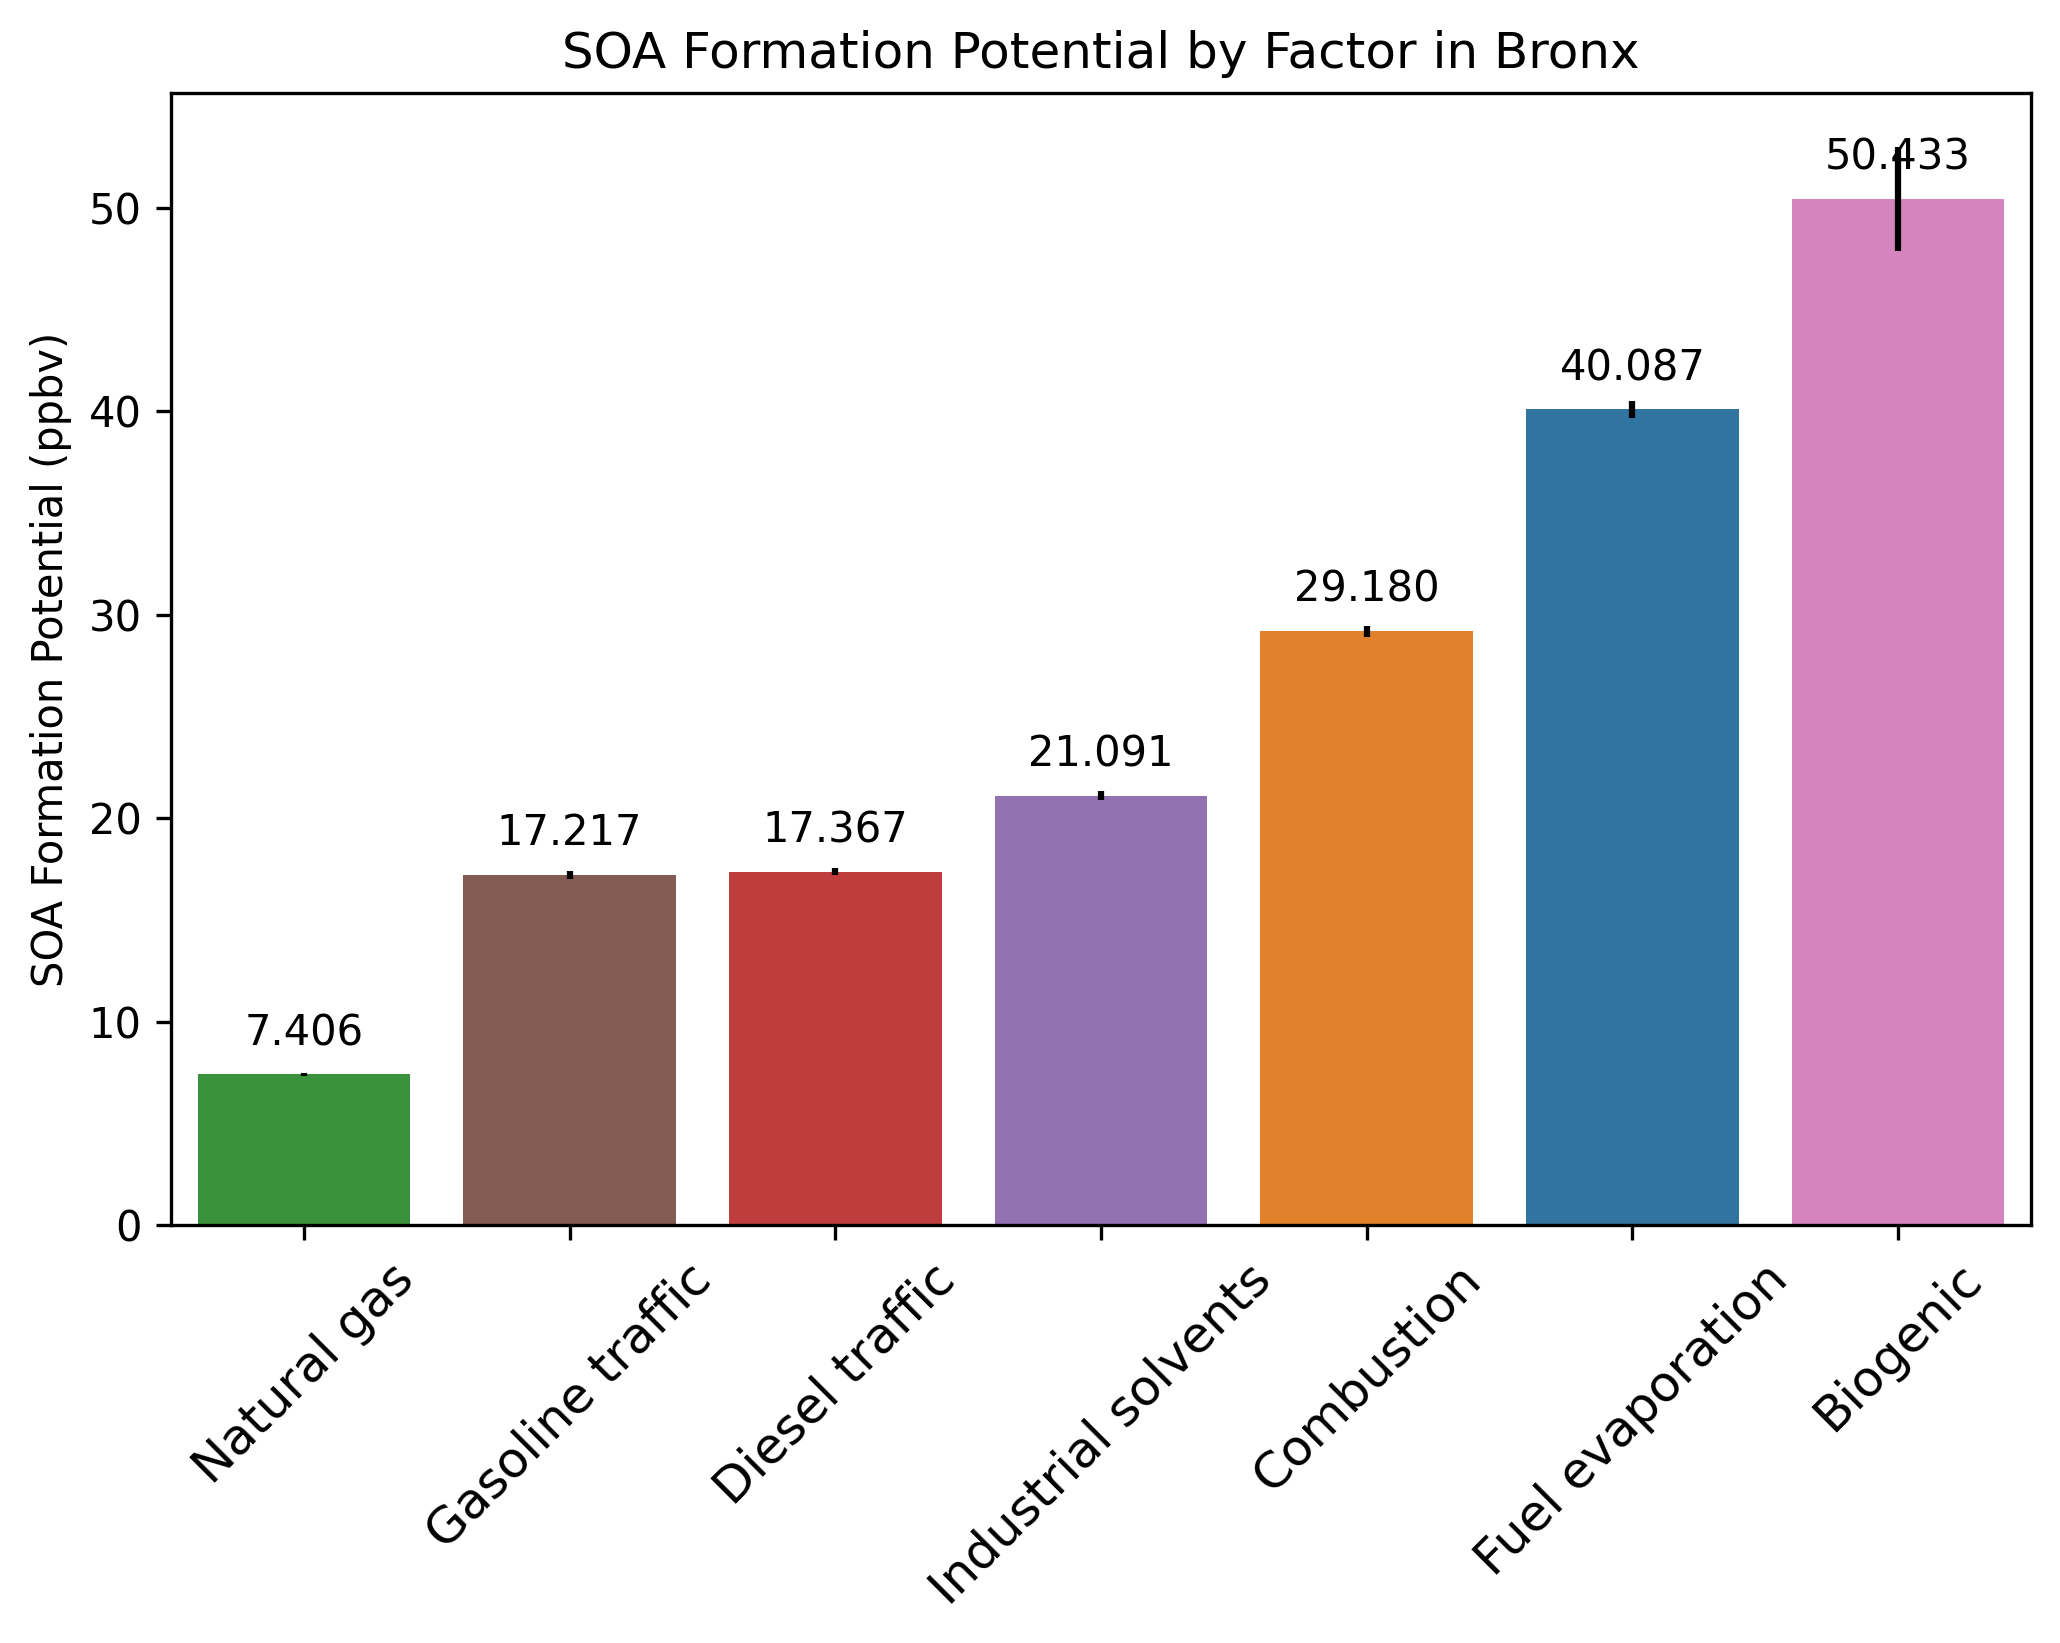 SOA Formation Potential by Factor in Bronx
SOA Formation Potential (ppbv)
50
40
30
20
10
0
7.406
17.217
17.367
21.091
29.180
40.087
50.433
Natural gas
Gasoline traffic
Diesel traffic
Industrial solvents
Combustion
Fuel evaporation
Biogenic